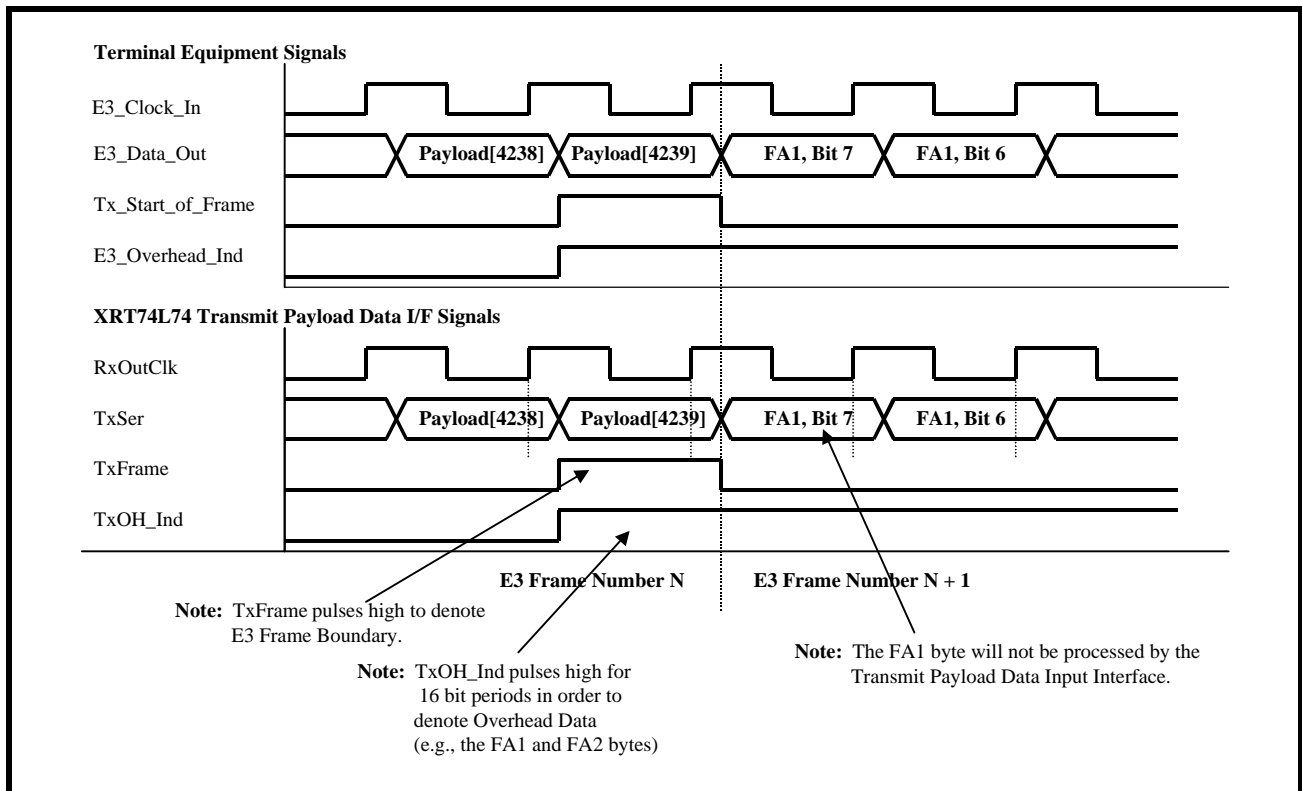 Terminal Equipment Signals
E3_Clock_In
E3_Data_Out
Payload[4238] Payload[4239] FA1, Bit 7 FA1, Bit 6
Tx_Start_of_Frame
E3_Overhead_Ind
XRT74L74 Transmit Payload Data I/F Signals
RxOutClk
TxSer
Payload[4238] Payload[4239] FA1, Bit 7 FA1, Bit 6
TxFrame
TxOH_Ind
E3 Frame Number N E3 Frame Number N + 1
Note: TxFrame pulses high to denote
E3 Frame Boundary.
Note: The FA1 byte will not be processed by the
Transmit Payload Data Input Interface.
Note: TxOH_Ind pulses high for
16 bit periods in order to
denote Overhead Data
(e.g., the FA1 and FA2 bytes)